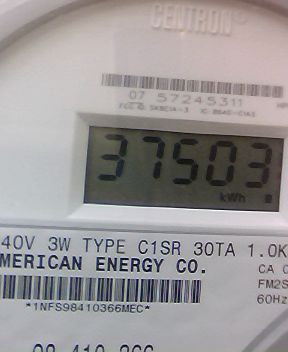 CENTRON
07 57245311
37503
kWh
40V 3W TYPE C1SR 30TA 1.0K
MERICAN ENERGY CO.
CA 0
FM2S
60Hz
*1NFS98410366MEC*